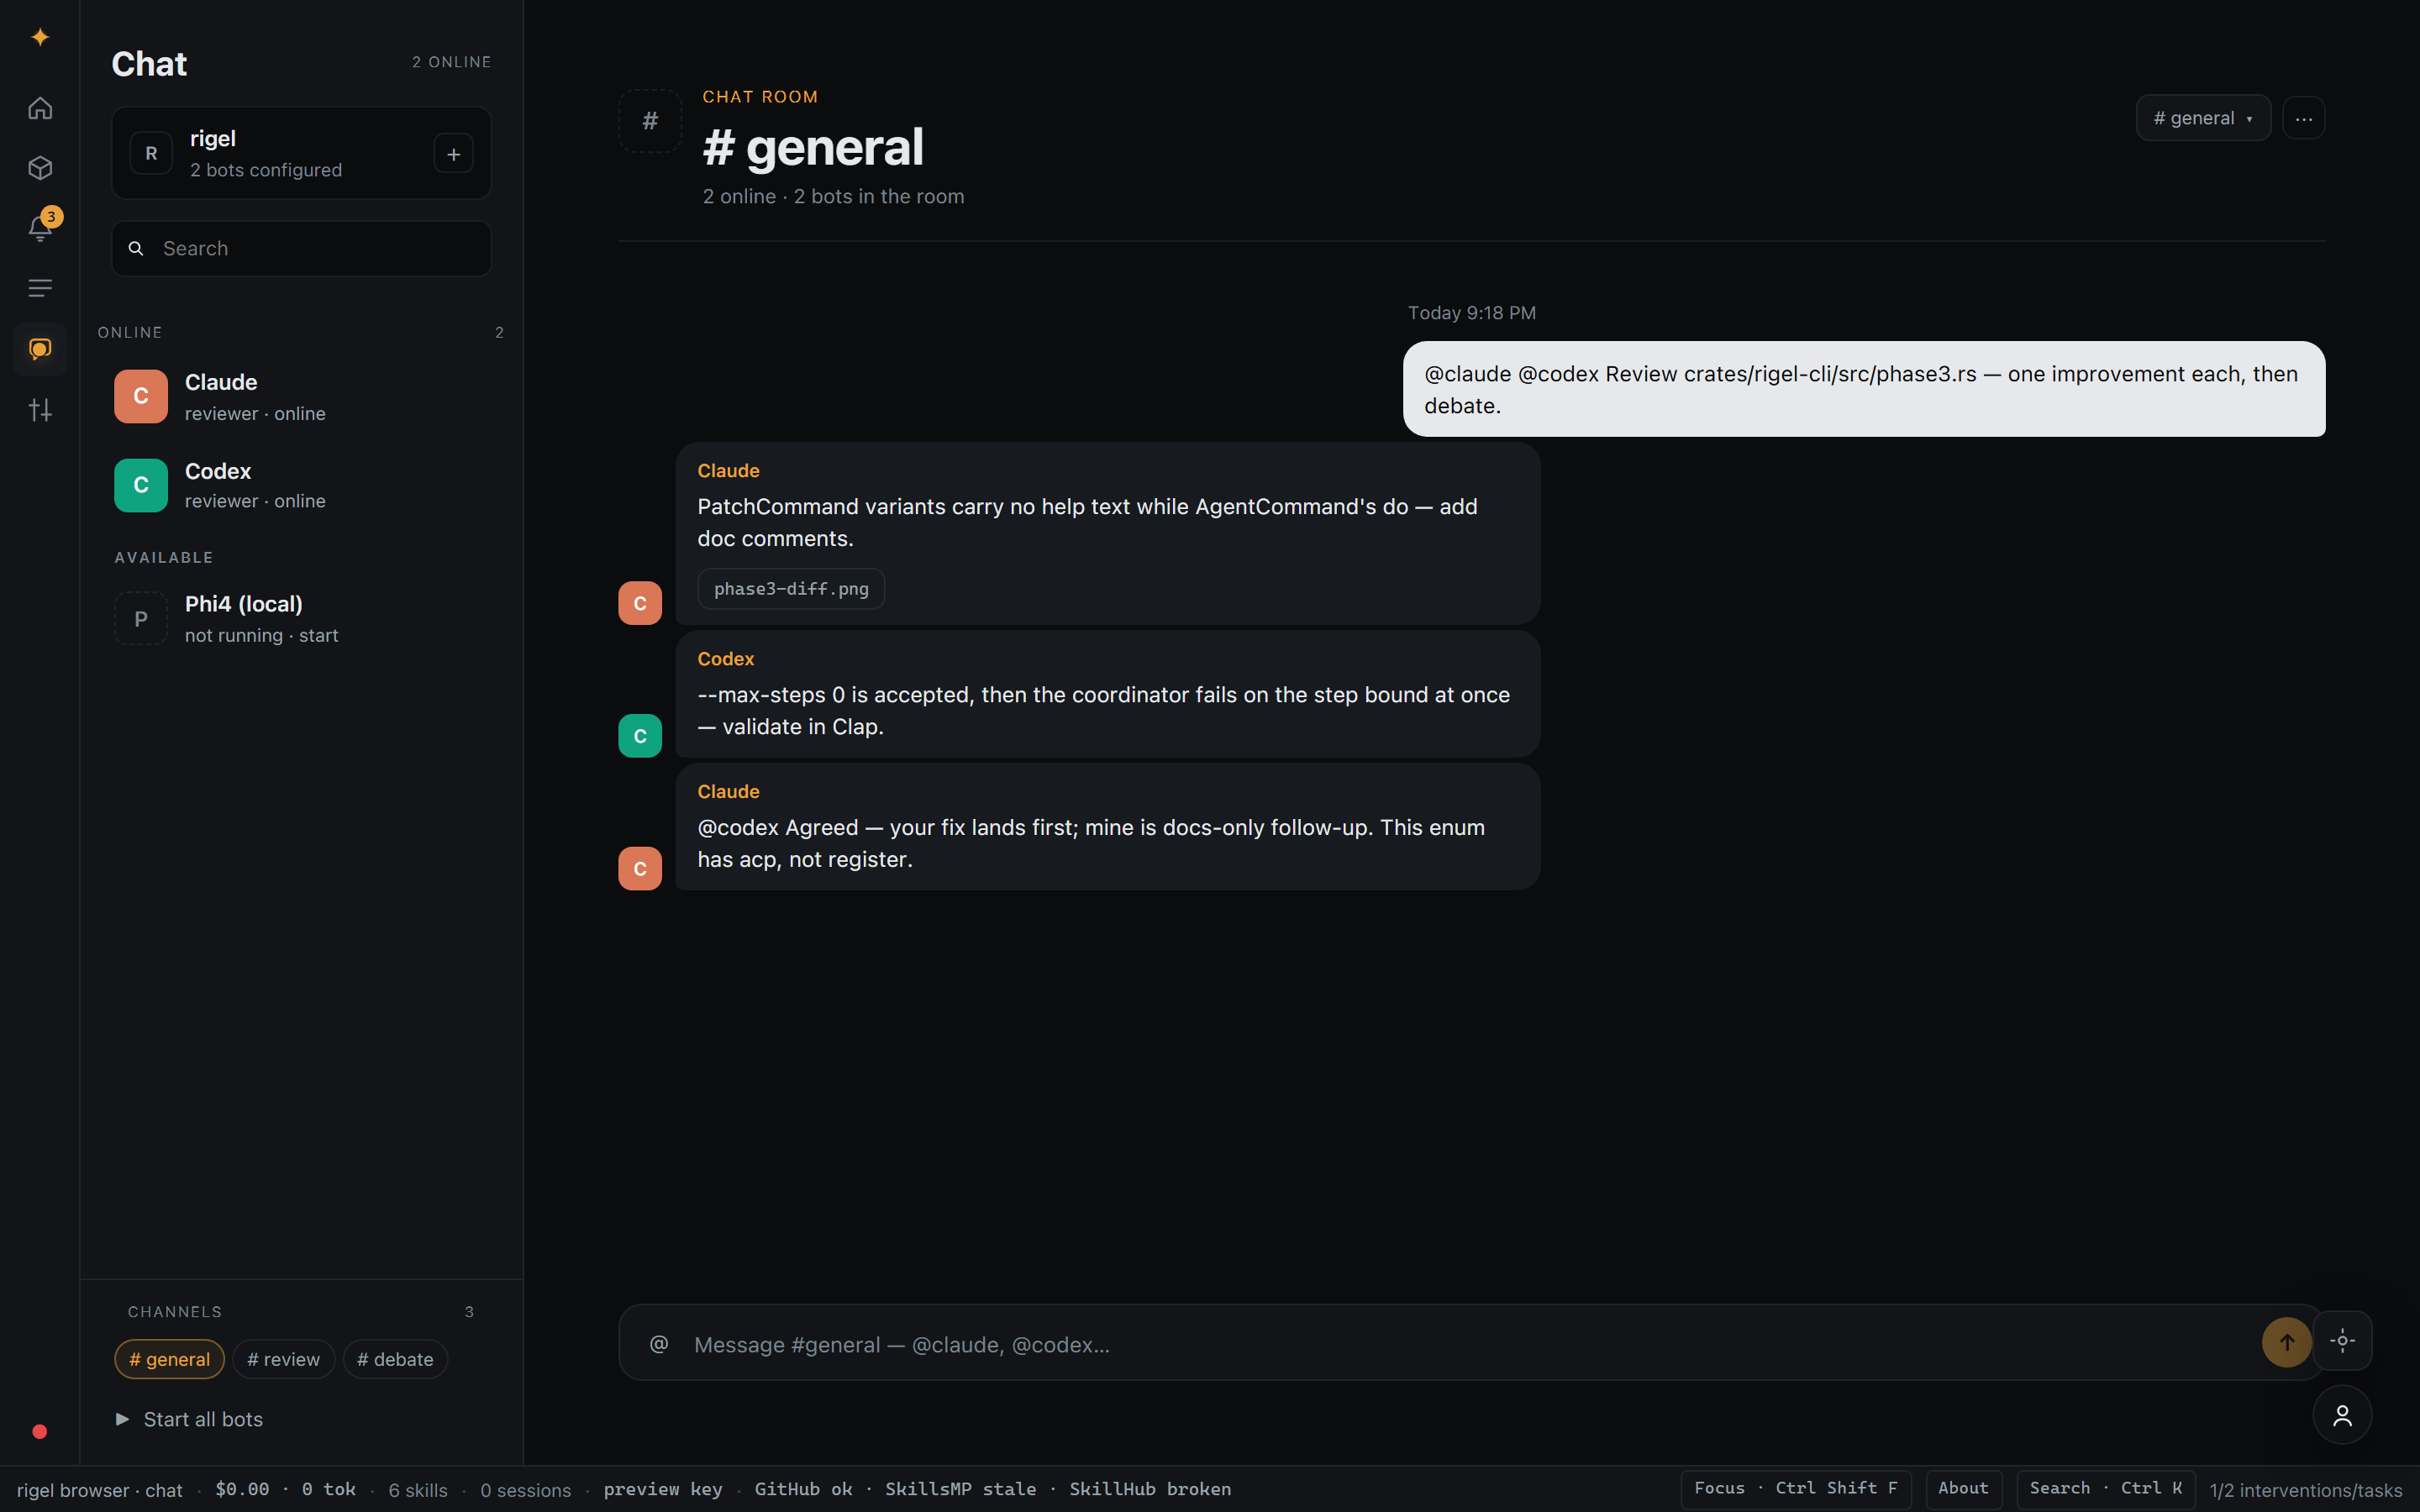 Chat
2 ONLINE
R
rigel
2 bots configured
+
3
Search
ONLINE
2
C
Claude
reviewer · online
C
Codex
reviewer · online
AVAILABLE
P
Phi4 (local)
not running · start
CHANNELS
3
# general
# review
# debate
Start all bots
#
CHAT ROOM
# general
2 online · 2 bots in the room
# general
...
Today 9:18 PM
@claude @codex Review crates/rigel-cli/src/phase3.rs — one improvement each, then
debate.
Claude
PatchCommand variants carry no help text while AgentCommand's do — add
doc comments.
phase3-diff.png
C
Codex
--max-steps 0 is accepted, then the coordinator fails on the step bound at once
— validate in Clap.
C
Claude
@codex Agreed — your fix lands first; mine is docs-only follow-up. This enum
has acp, not register.
C
@ Message #general — @claude, @codex...
rigel browser · chat · $0.00 · 0 tok · 6 skills · 0 sessions · preview key · GitHub ok · SkillsMP stale · SkillHub broken
Focus · Ctrl Shift F
About
Search · Ctrl K
1/2 interventions/tasks